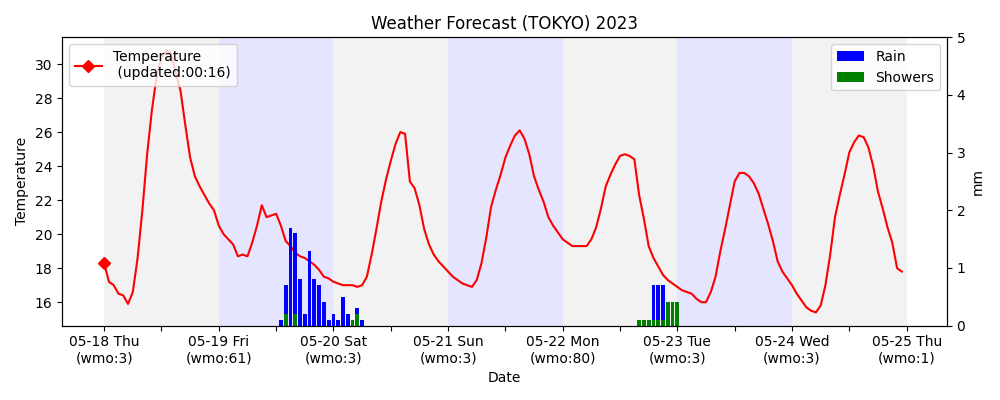 Weather Forecast (TOKYO) 2023
Temperature
(updated:00:16)
Rain
Showers
Temperature
30
28
26
24
22
20
18
16
5
4
3
2
1
0
mm
05-18 Thu
(wmo:3)
05-19 Fri
(wmo:61)
05-20 Sat
(wmo:3)
05-21 Sun
(wmo:3)
05-22 Mon
(wmo:80)
05-23 Tue
(wmo:3)
05-24 Wed
(wmo:3)
05-25 Thu
(wmo:1)
Date